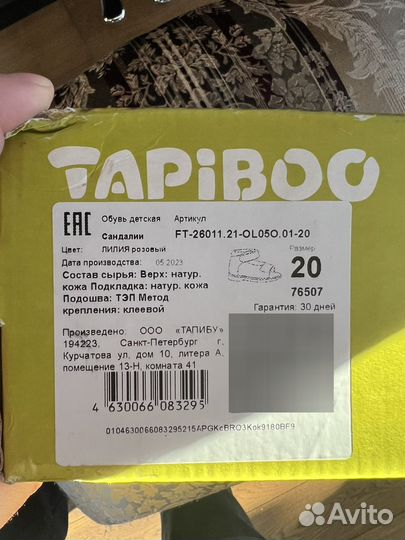 TAPiBOO
EAC Обувь детская Артикул
Сандалии FT-26011.21-OL05O.01-20
Цвет: ЛИЛИЯ розовый
Размер
Дата производства: 05.2023
20
Состав сырья: Верх: натур.
кожа Подкладка: натур. кожа
Подошва: ТЭП Метод
крепления: клеевой
76507
Гарантия: 30 дней
Произведено: ООО «ТАПИБУ»
194223, Санкт-Петербург г.
Курчатова ул, дом 10, литера А,
помещение 13-Н, комната 41
4 630066 083295
0104630066083295215APGKcBRO3Kok9180BF9
Avito